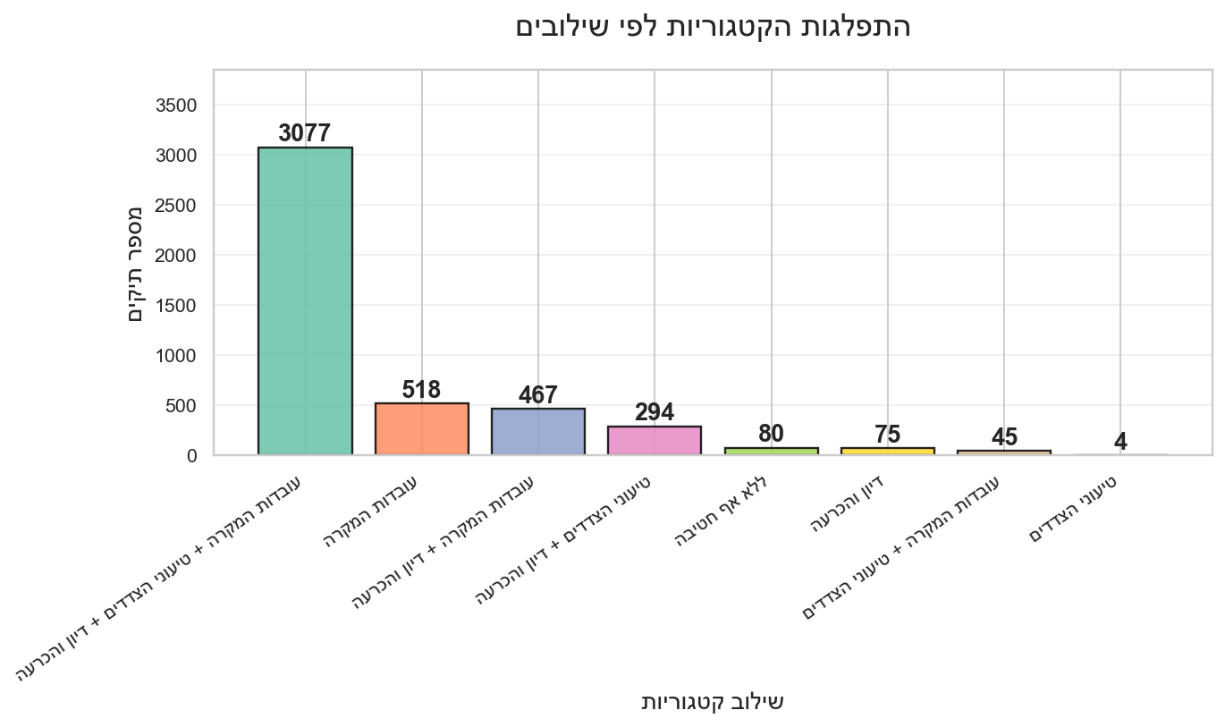 התפלגות הקטגוריות לפי שילובים
מספר תיקים
3500
3000
2500
2000
1500
1000
500
0
3077
518
467
294
80
75
45
4
עובדות המקרה + טיעוני הצדדים + דיון והכרעה
עובדות המקרה
עובדות המקרה + דיון והכרעה
טיעוני הצדדים + דיון והכרעה
ללא אף חטיבה
דיון והכרעה
עובדות המקרה + טיעוני הצדדים
טיעוני הצדדים
שילוב קטגוריות